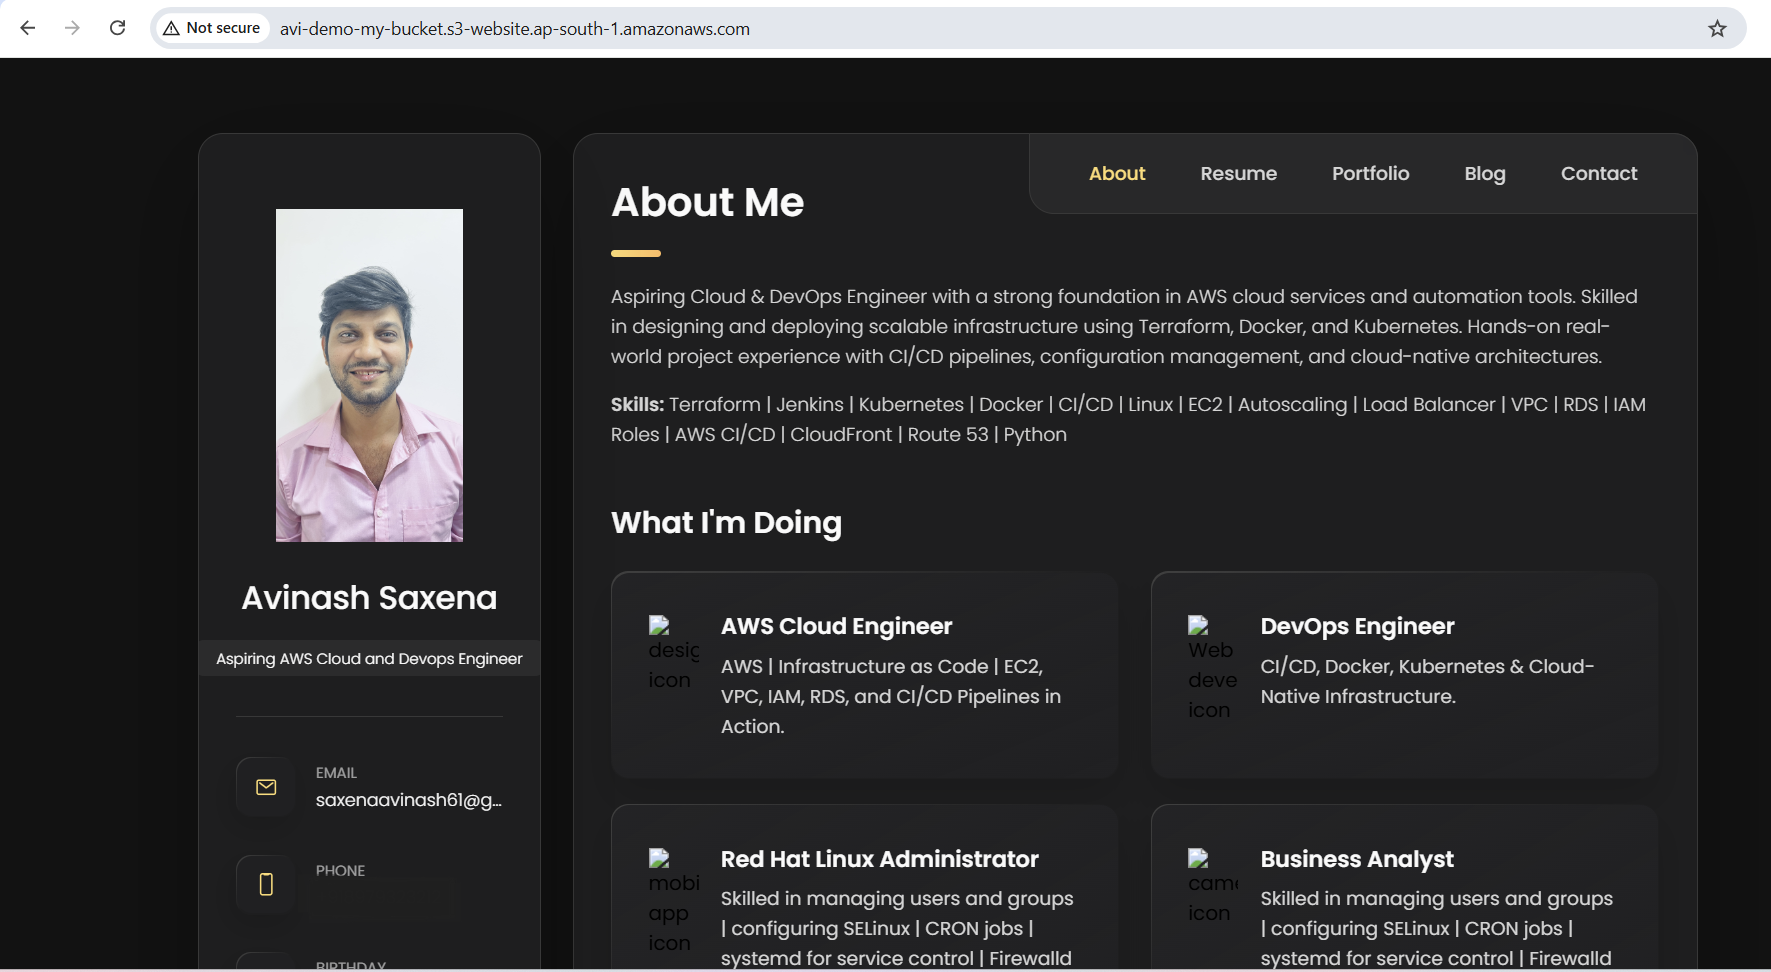 Not secure
avi-demo-my-bucket.s3-website.ap-south-1.amazonaws.com
Avinash Saxena
Aspiring AWS Cloud and Devops Engineer
EMAIL
saxenaavinash61@g...
PHONE
BIRTHDAY
About
Resume
Portfolio
Blog
Contact
About Me
Aspiring Cloud & DevOps Engineer with a strong foundation in AWS cloud services and automation tools. Skilled
in designing and deploying scalable infrastructure using Terraform, Docker, and Kubernetes. Hands-on real-
world project experience with CI/CD pipelines, configuration management, and cloud-native architectures.
Skills: Terraform | Jenkins | Kubernetes | Docker | CI/CD | Linux | EC2 | Autoscaling | Load Balancer | VPC | RDS | IAM
Roles | AWS CI/CD | CloudFront | Route 53 | Python
What I'm Doing
desig
icon
AWS Cloud Engineer
AWS | Infrastructure as Code | EC2,
VPC, IAM, RDS, and CI/CD Pipelines in
Action.
Web
deve
icon
DevOps Engineer
CI/CD, Docker, Kubernetes & Cloud-
Native Infrastructure.
mobi
app
icon
Red Hat Linux Administrator
Skilled in managing users and groups
| configuring SELinux | CRON jobs |
systemd for service control | Firewalld
came
icon
Business Analyst
Skilled in managing users and groups
| configuring SELinux | CRON jobs |
systemd for service control | Firewalld